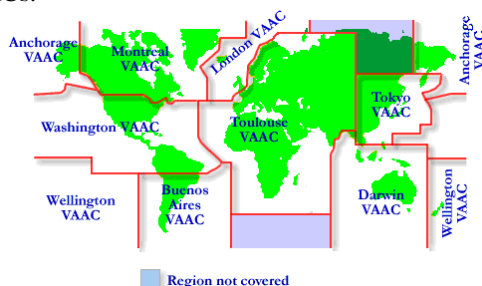 Anchorage
VAAC
Montreal
VAAC
London VAAC
Anchorage
VAAC
Washington VAAC
Toulouse
VAAC
Tokyo
VAAC
Wellington
VAAC
Buenos
Aires
VAAC
Darwin
VAAC
Wellington
VAAC
Region not covered